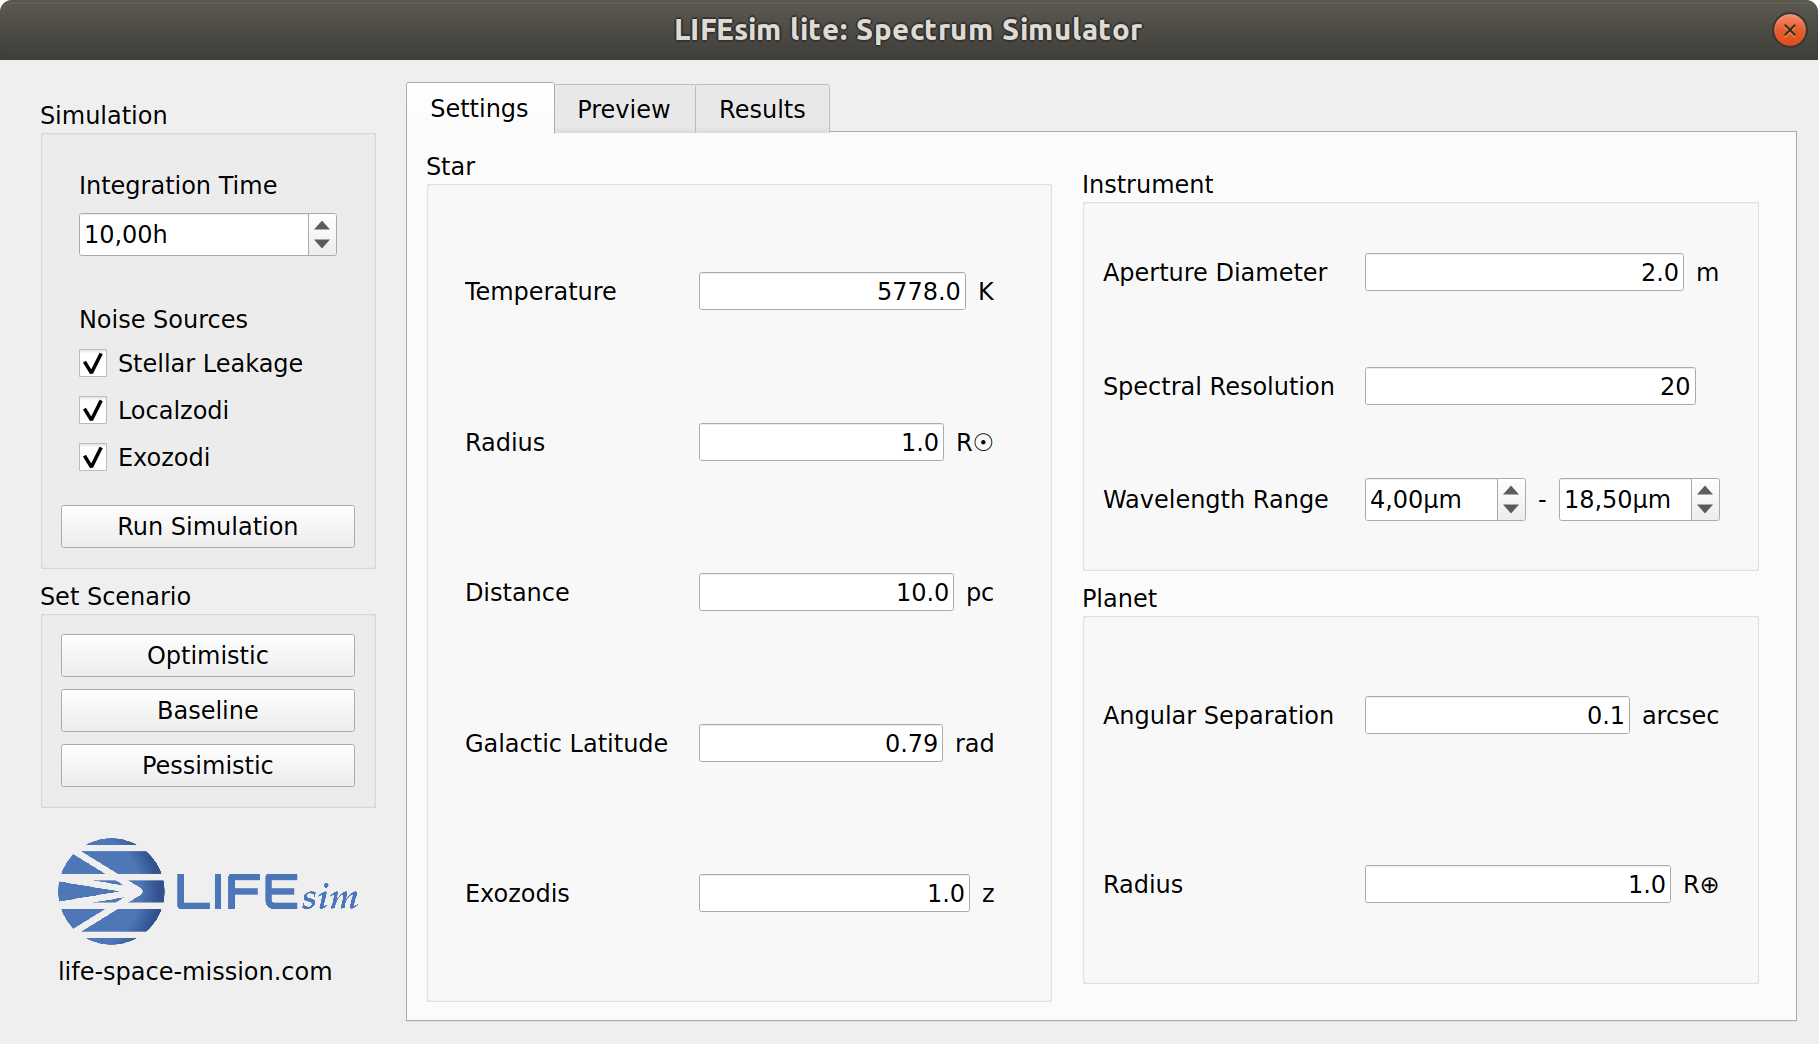 LIFEsim lite: Spectrum Simulator
Simulation
Integration Time
10,00h
Noise Sources
Stellar Leakage
Localzodi
Exozodi
Run Simulation
Set Scenario
Optimistic
Baseline
Pessimistic
LIFEsim
life-space-mission.com
Settings Preview Results
Star
Temperature 5778.0 K
Radius 1.0 R☉
Distance 10.0 pc
Galactic Latitude 0.79 rad
Exozodis 1.0 z
Instrument
Aperture Diameter 2.0 m
Spectral Resolution 20
Wavelength Range 4,00µm - 18,50µm
Planet
Angular Separation 0.1 arcsec
Radius 1.0 R⊕